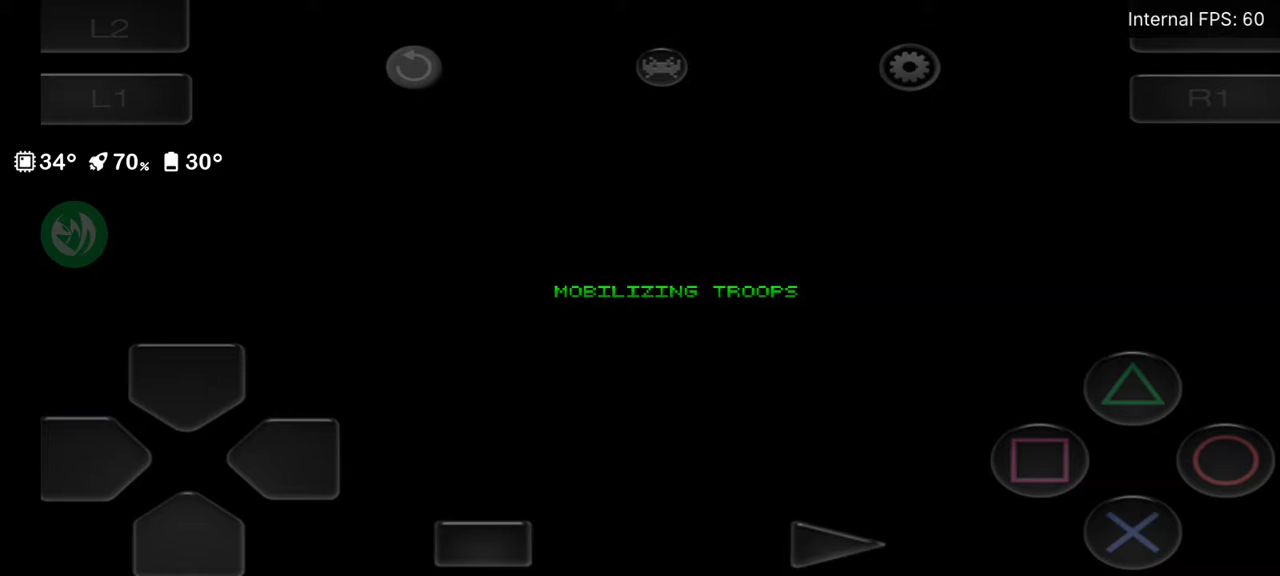 L2
Internal FPS: 60
L1
R1
34° 70% 30°
MOBILIZING TROOPS